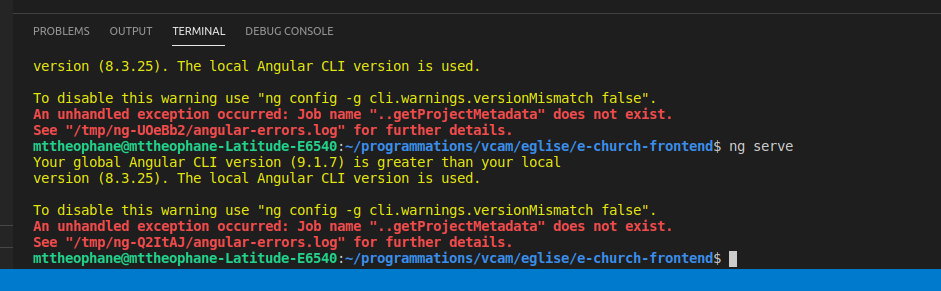 PROBLEMS OUTPUT TERMINAL DEBUG CONSOLE
version (8.3.25). The local Angular CLI version is used.
To disable this warning use "ng config -g cli.warnings.versionMismatch false".
An unhandled exception occurred: Job name "..getProjectMetadata" does not exist.
See "/tmp/ng-UOeBb2/angular-errors.log" for further details.
mttheophane@mttheophane-Latitude-E6540:~/programmations/vcam/eglise/e-church-frontend$ ng serve
Your global Angular CLI version (9.1.7) is greater than your local
version (8.3.25). The local Angular CLI version is used.
To disable this warning use "ng config -g cli.warnings.versionMismatch false".
An unhandled exception occurred: Job name "..getProjectMetadata" does not exist.
See "/tmp/ng-Q2ItAJ/angular-errors.log" for further details.
mttheophane@mttheophane-Latitude-E6540:~/programmations/vcam/eglise/e-church-frontend$